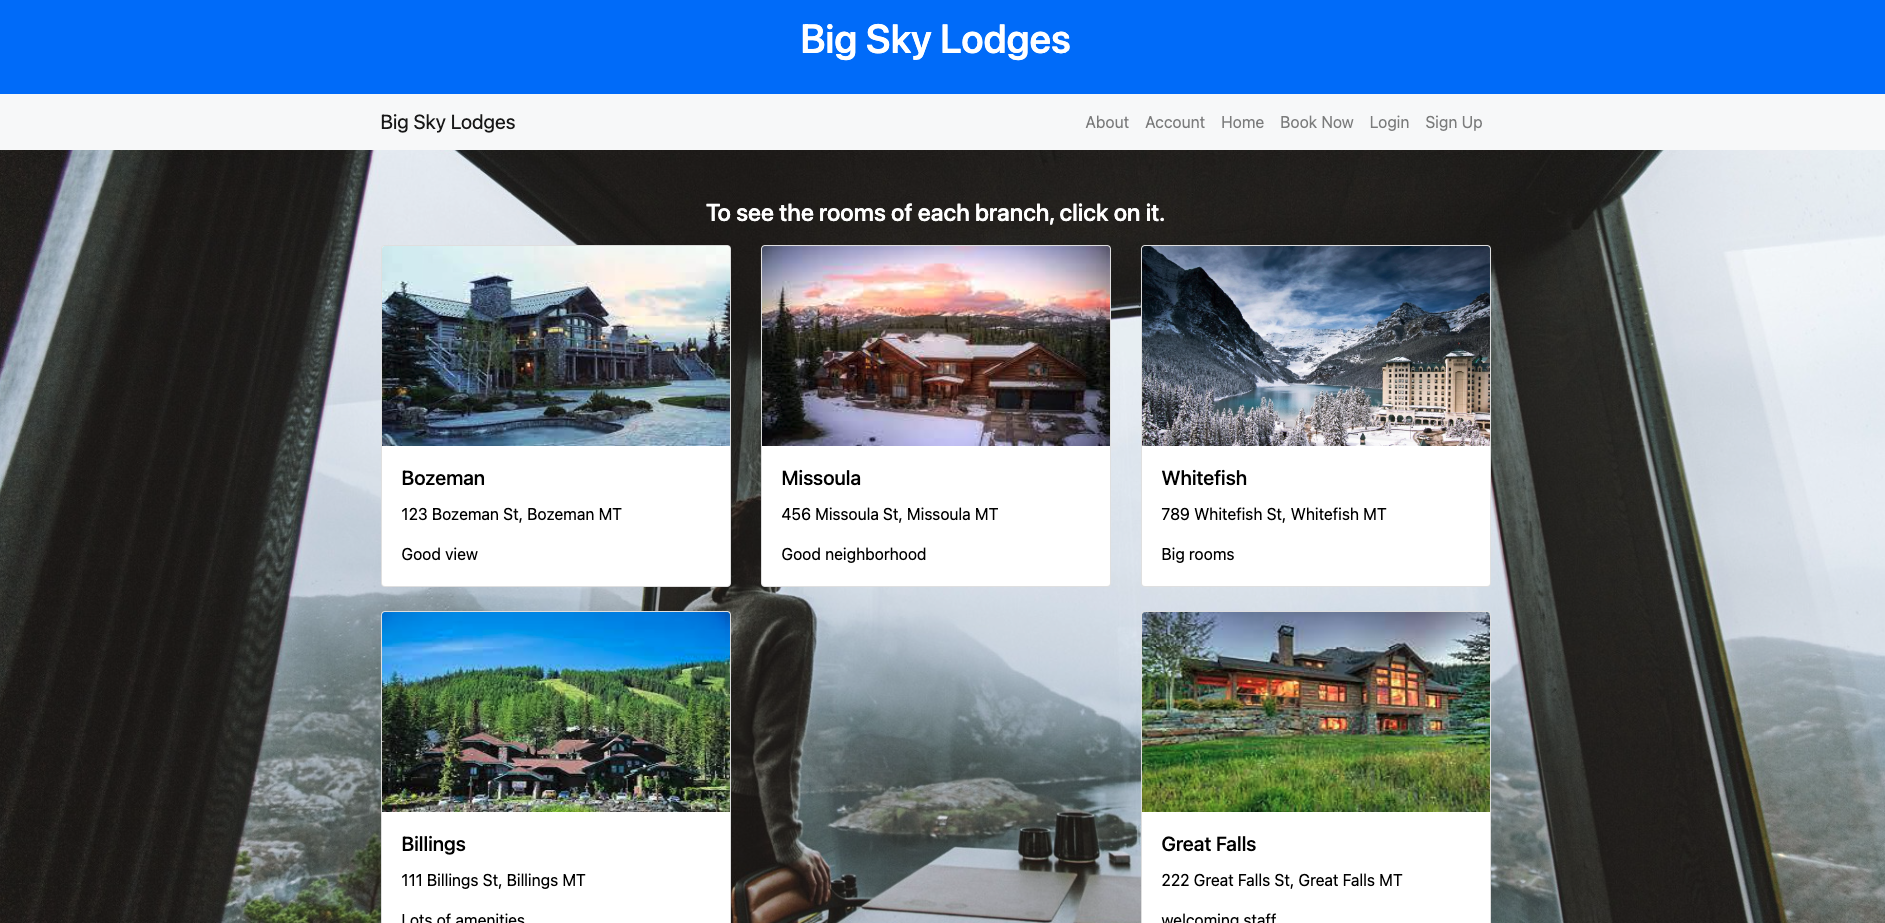 Big Sky Lodges
Big Sky Lodges
About Account Home Book Now Login Sign Up
To see the rooms of each branch, click on it.
Bozeman
123 Bozeman St, Bozeman MT
Good view
Missoula
456 Missoula St, Missoula MT
Good neighborhood
Whitefish
789 Whitefish St, Whitefish MT
Big rooms
Billings
111 Billings St, Billings MT
Lots of amenities
Great Falls
222 Great Falls St, Great Falls MT
welcoming staff